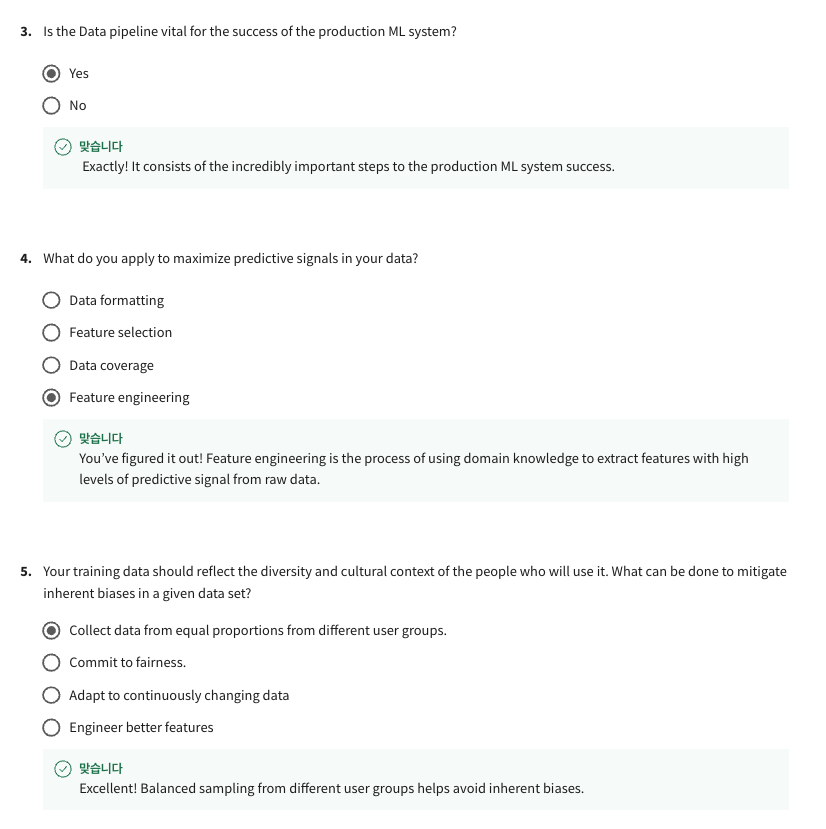 3. Is the Data pipeline vital for the success of the production ML system?
Yes
No
맞습니다
Exactly! It consists of the incredibly important steps to the production ML system success.
4. What do you apply to maximize predictive signals in your data?
Data formatting
Feature selection
Data coverage
Feature engineering
맞습니다
You’ve figured it out! Feature engineering is the process of using domain knowledge to extract features with high
levels of predictive signal from raw data.
5. Your training data should reflect the diversity and cultural context of the people who will use it. What can be done to mitigate
inherent biases in a given data set?
Collect data from equal proportions from different user groups.
Commit to fairness.
Adapt to continuously changing data
Engineer better features
맞습니다
Excellent! Balanced sampling from different user groups helps avoid inherent biases.